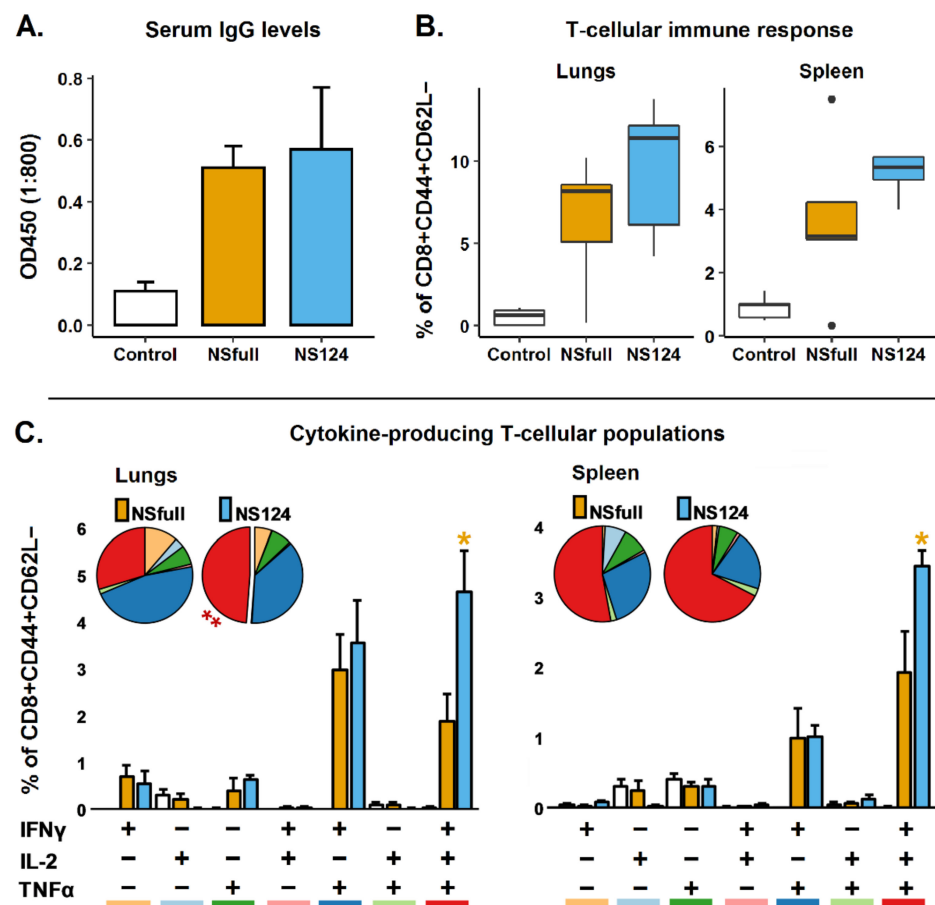 A. Serum IgG levels
OD450 (1:800)
0.8
0.6
0.4
0.2
0.0
Control NSfull NS124
B. T-cellular immune response
Lungs Spleen
% of CD8+CD44+CD62L–
10
5
0
Control NSfull NS124
6
4
2
0
Control NSfull NS124
C. Cytokine-producing T-cellular populations
Lungs
NSfull NS124
% of CD8+CD44+CD62L–
6
5
4
3
2
1
0
*
**
Spleen
NSfull NS124
4
3
2
1
0
*
IFNγ + – – + + – + + – – + + – +
IL-2 – + – + – + + – + – + – + +
TNFα – – + – + + + – – + – + + +